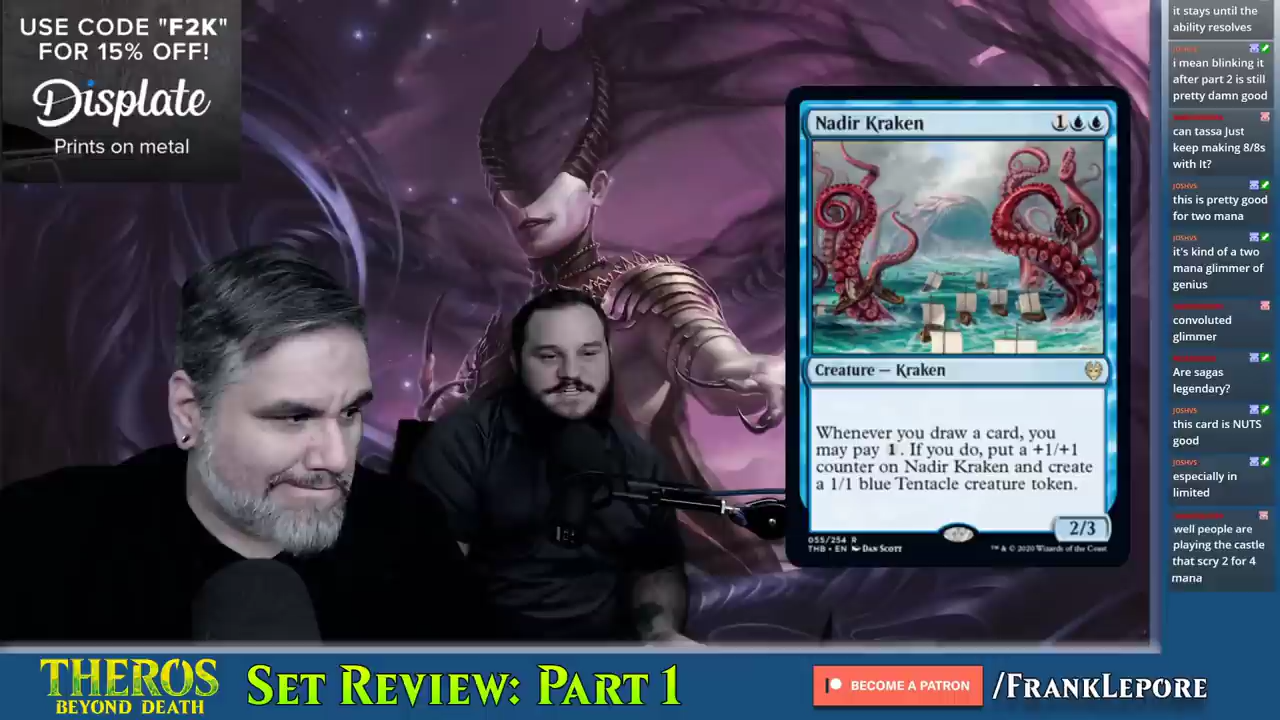 USE CODE "F2K"
FOR 15% OFF!
Displate
Prints on metal
Nadir Kraken
1
Creature — Kraken
Whenever you draw a card, you
may pay 1. If you do, put a +1/+1
counter on Nadir Kraken and create
a 1/1 blue Tentacle creature token.
2/3
055/254 R
THB • EN DAN SCOTT
™ & © 2020 Wizards of the Coast
it stays until the
ability resolves
JOSHVS
i mean blinking it
after part 2 is still
pretty damn good
can tassa Just
keep making 8/8s
with It?
JOSHVS
this is pretty good
for two mana
JOSHVS
it's kind of a two
mana glimmer of
genius
convoluted
glimmer
Are sagas
legendary?
JOSHVS
this card is NUTS
good
JOSHVS
especially in
limited
well people are
playing the castle
that scry 2 for 4
mana
THEROS
BEYOND DEATH
SET REVIEW: PART 1
BECOME A PATRON
/FRANKLEPORE